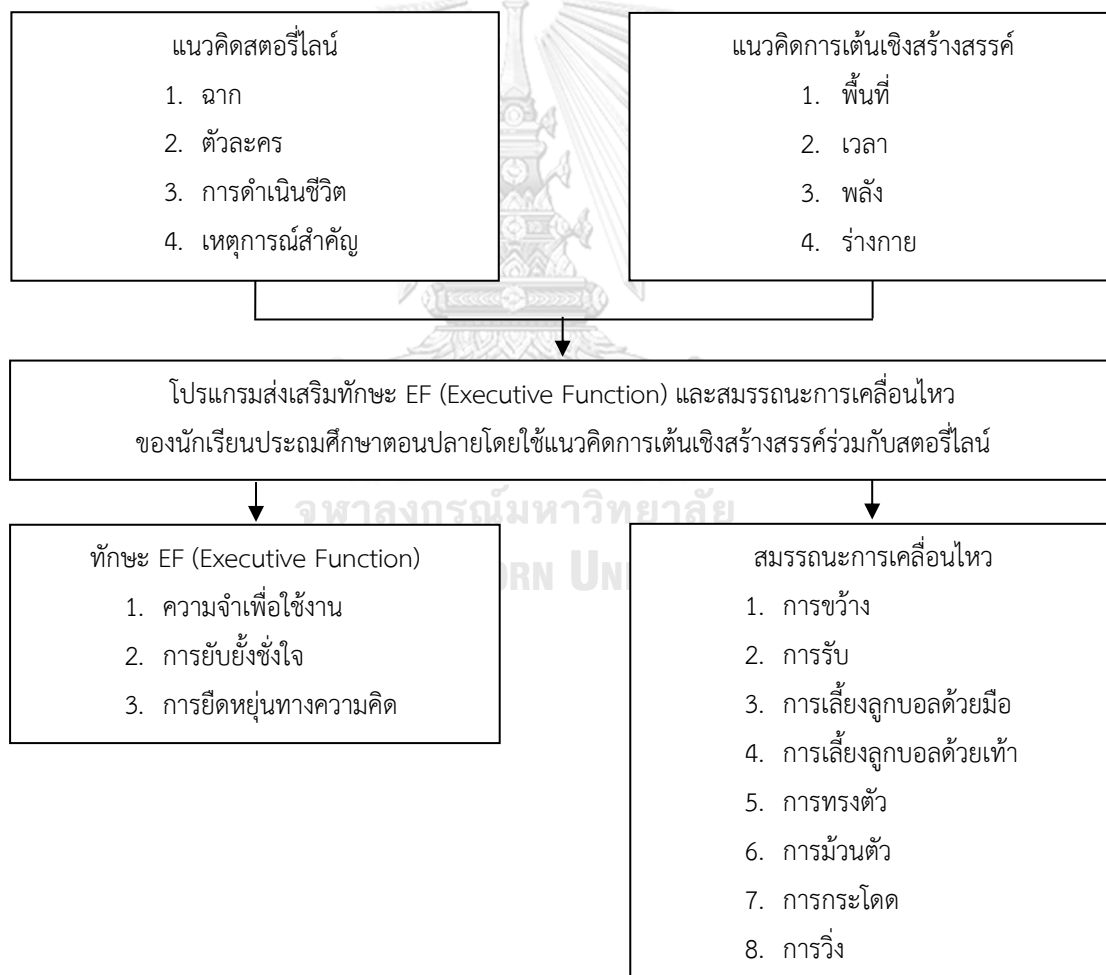 แนวคิดสตอรี่ไลน์
1. ฉาก
2. ตัวละคร
3. การดำเนินชีวิต
4. เหตุการณ์สำคัญ
แนวคิดการเต้นเชิงสร้างสรรค์
1. พื้นที่
2. เวลา
3. พลัง
4. ร่างกาย
โปรแกรมส่งเสริมทักษะ EF (Executive Function) และสมรรถนะการเคลื่อนไหว
ของนักเรียนประถมศึกษาตอนปลายโดยใช้แนวคิดการเต้นเชิงสร้างสรรค์ร่วมกับสตอรี่ไลน์
จุฬาลงกรณ์มหาวิทยาลัย
ทักษะ EF (Executive Function)
1. ความจำเพื่อใช้งาน
2. การยับยั้งชั่งใจ
3. การยืดหยุ่นทางความคิด
สมรรถนะการเคลื่อนไหว
1. การขว้าง
2. การรับ
3. การเลี้ยงลูกบอลด้วยมือ
4. การเลี้ยงลูกบอลด้วยเท้า
5. การทรงตัว
6. การม้วนตัว
7. การกระโดด
8. การวิ่ง